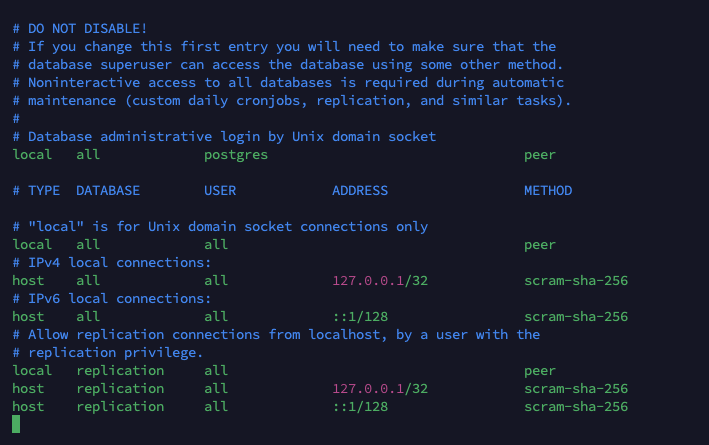 # DO NOT DISABLE!
# If you change this first entry you will need to make sure that the
# database superuser can access the database using some other method.
# Noninteractive access to all databases is required during automatic
# maintenance (custom daily cronjobs, replication, and similar tasks).
#
# Database administrative login by Unix domain socket
local   all             postgres                                peer

# TYPE  DATABASE        USER            ADDRESS                 METHOD

# "local" is for Unix domain socket connections only
local   all             all                                     peer
# IPv4 local connections:
host    all             all             127.0.0.1/32            scram-sha-256
# IPv6 local connections:
host    all             all             ::1/128                 scram-sha-256
# Allow replication connections from localhost, by a user with the
# replication privilege.
local   replication     all                                     peer
host    replication     all             127.0.0.1/32            scram-sha-256
host    replication     all             ::1/128                 scram-sha-256